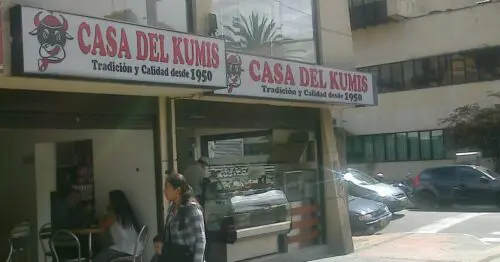 CASA DEL KUMIS
Tradición y Calidad desde 1950
CASA DEL KUMIS
Tradición y Calidad desde 1950